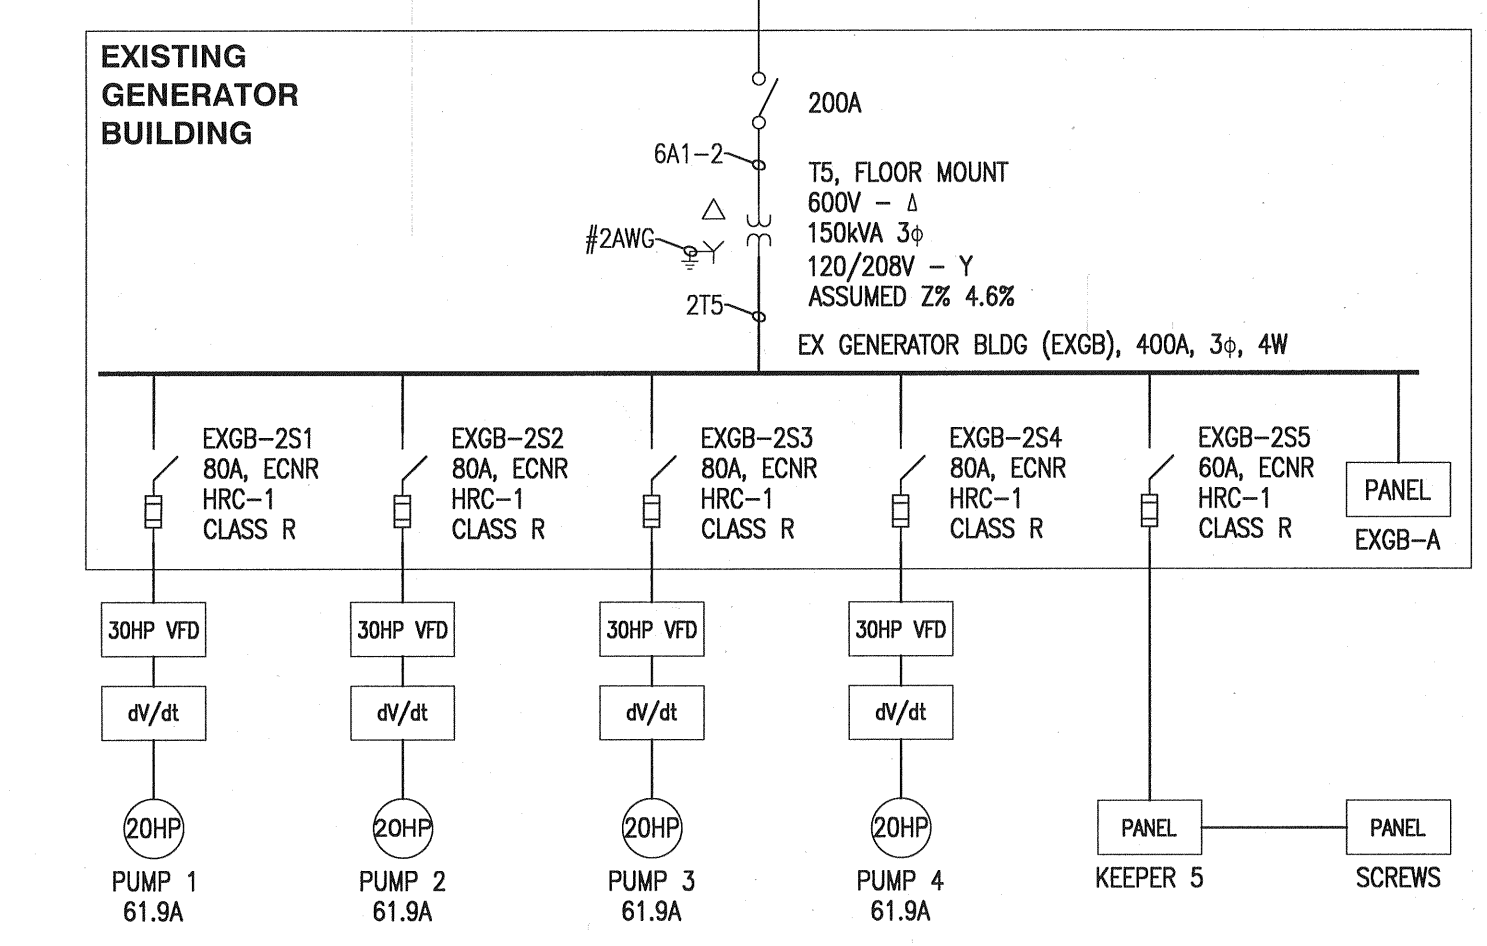 EXISTING
GENERATOR
BUILDING
200A
6A1-2
T5, FLOOR MOUNT
600V - Δ
150kVA 3ϕ
120/208V - Y
ASSUMED Z% 4.6%
#2AWG
2T5
EX GENERATOR BLDG (EXGB), 400A, 3ϕ, 4W
EXGB-2S1
80A, ECNR
HRC-1
CLASS R
EXGB-2S2
80A, ECNR
HRC-1
CLASS R
EXGB-2S3
80A, ECNR
HRC-1
CLASS R
EXGB-2S4
80A, ECNR
HRC-1
CLASS R
EXGB-2S5
60A, ECNR
HRC-1
CLASS R
PANEL
EXGB-A
30HP VFD
30HP VFD
30HP VFD
30HP VFD
dV/dt
dV/dt
dV/dt
dV/dt
20HP
20HP
20HP
20HP
PANEL
PANEL
PUMP 1
61.9A
PUMP 2
61.9A
PUMP 3
61.9A
PUMP 4
61.9A
KEEPER 5
SCREWS